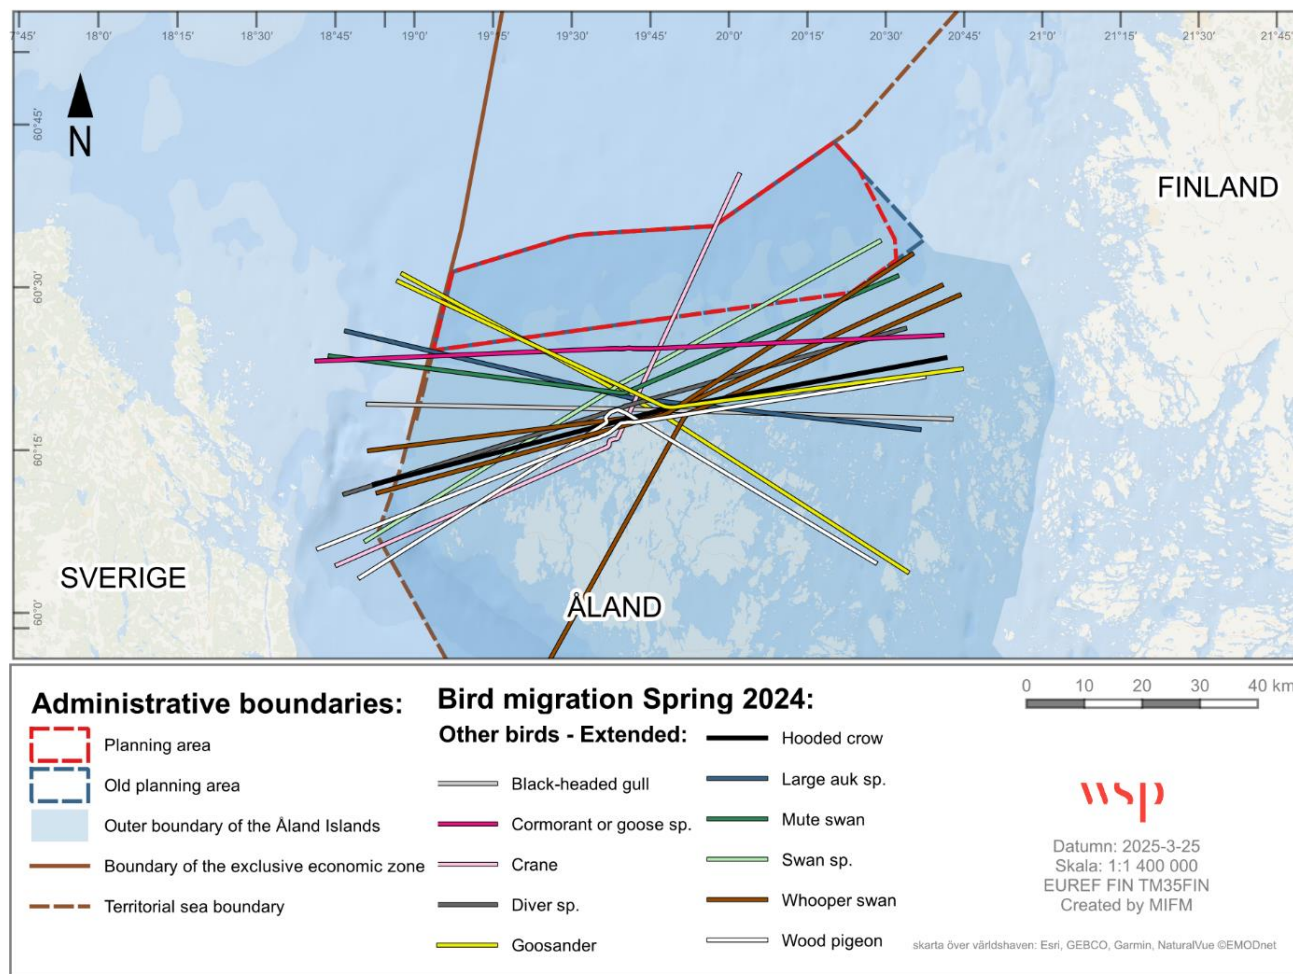 7°45' 18°0' 18°15' 18°30' 18°45' 19°0' 19°15' 19°30' 19°45' 20°0' 20°15' 20°30' 20°45' 21°0' 21°15' 21°30' 21°45'
60°45'
N
FINLAND
60°30'
60°15'
SVERIGE
ÅLAND
60°0'
Administrative boundaries:
Planning area
Old planning area
Outer boundary of the Åland Islands
Boundary of the exclusive economic zone
Territorial sea boundary
Bird migration Spring 2024:
Other birds - Extended:
Black-headed gull
Cormorant or goose sp.
Crane
Diver sp.
Goosander
Hooded crow
Large auk sp.
Mute swan
Swan sp.
Whooper swan
Wood pigeon
0 10 20 30 40 km
wsp
Datumn: 2025-3-25
Skala: 1:1 400 000
EUREF FIN TM35FIN
Created by MIFM
skarta över världshaven: Esri, GEBCO, Garmin, NaturalVue ©EMODnet